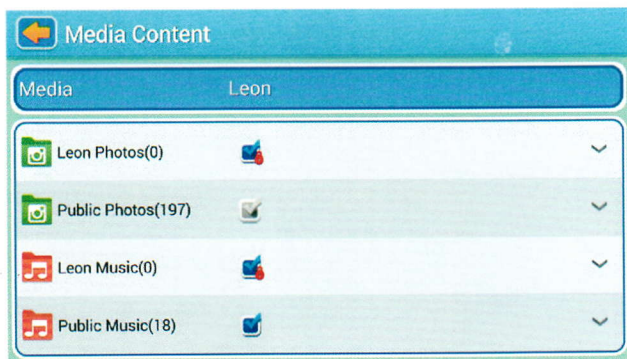 Media Content
Media Leon
Leon Photos(0)
Public Photos(197)
Leon Music(0)
Public Music(18)